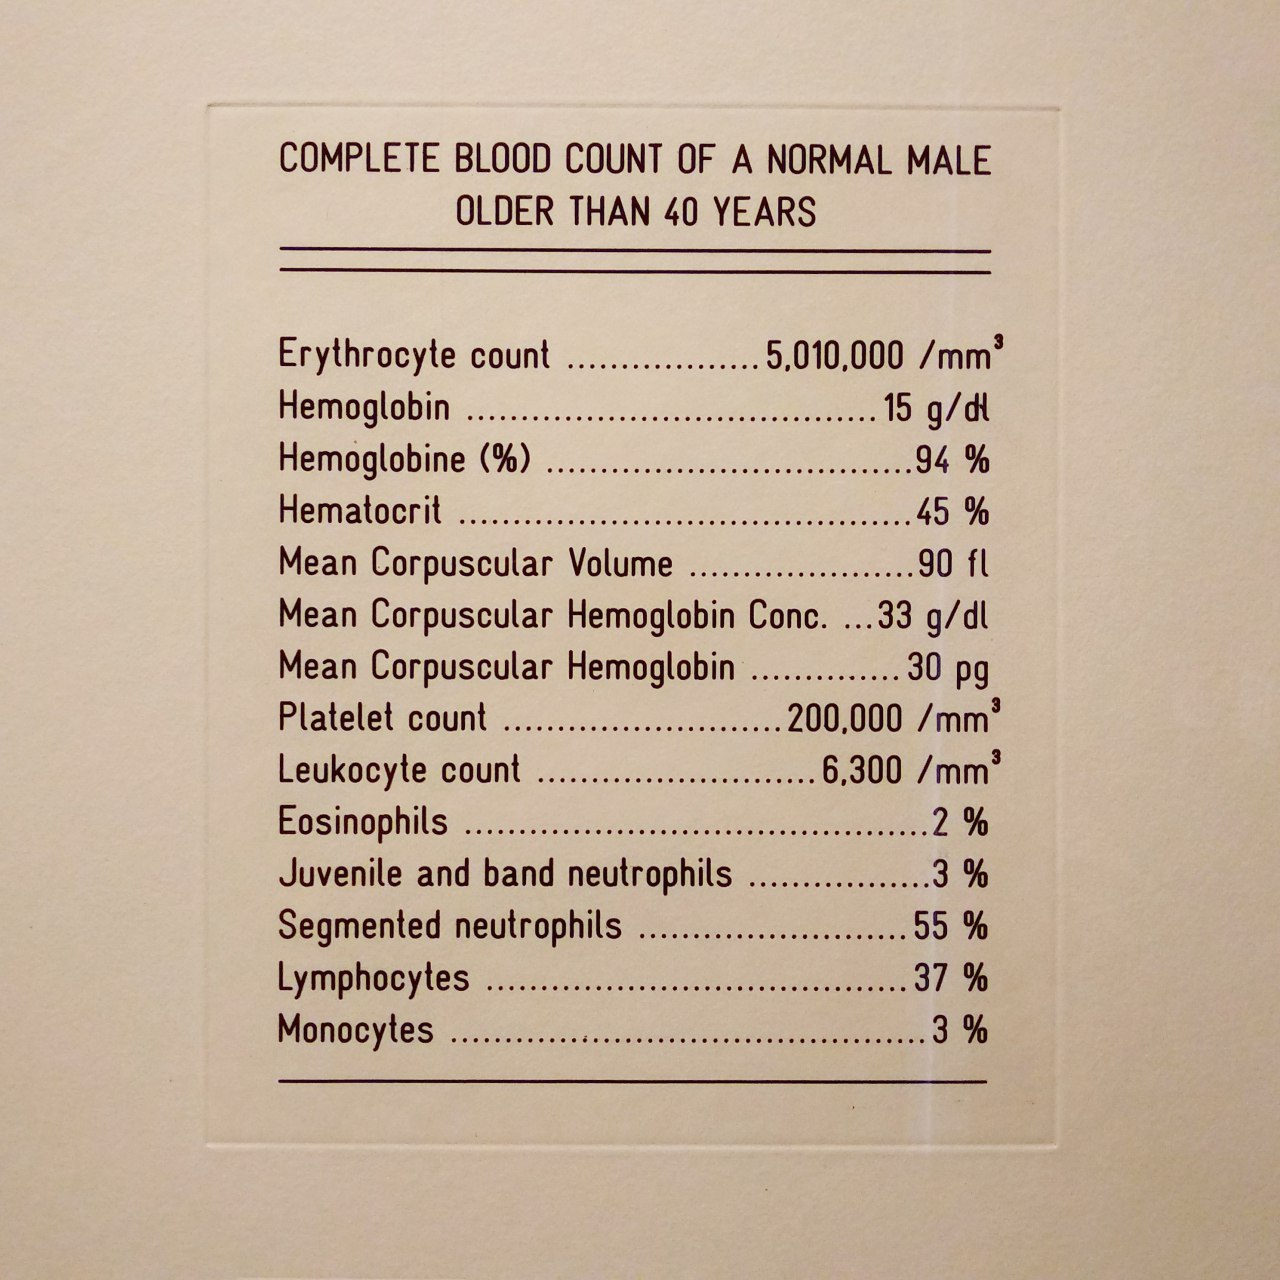 COMPLETE BLOOD COUNT OF A NORMAL MALE
OLDER THAN 40 YEARS
Erythrocyte count ..................5,010,000 /mm³
Hemoglobin ......................................15 g/dl
Hemoglobine (%) ..................................94 %
Hematocrit ..........................................45 %
Mean Corpuscular Volume .....................90 fl
Mean Corpuscular Hemoglobin Conc. ...33 g/dl
Mean Corpuscular Hemoglobin ..............30 pg
Platelet count ..........................200,000 /mm³
Leukocyte count ..........................6,300 /mm³
Eosinophils ...........................................2 %
Juvenile and band neutrophils .................3 %
Segmented neutrophils .........................55 %
Lymphocytes .......................................37 %
Monocytes ............................................3 %